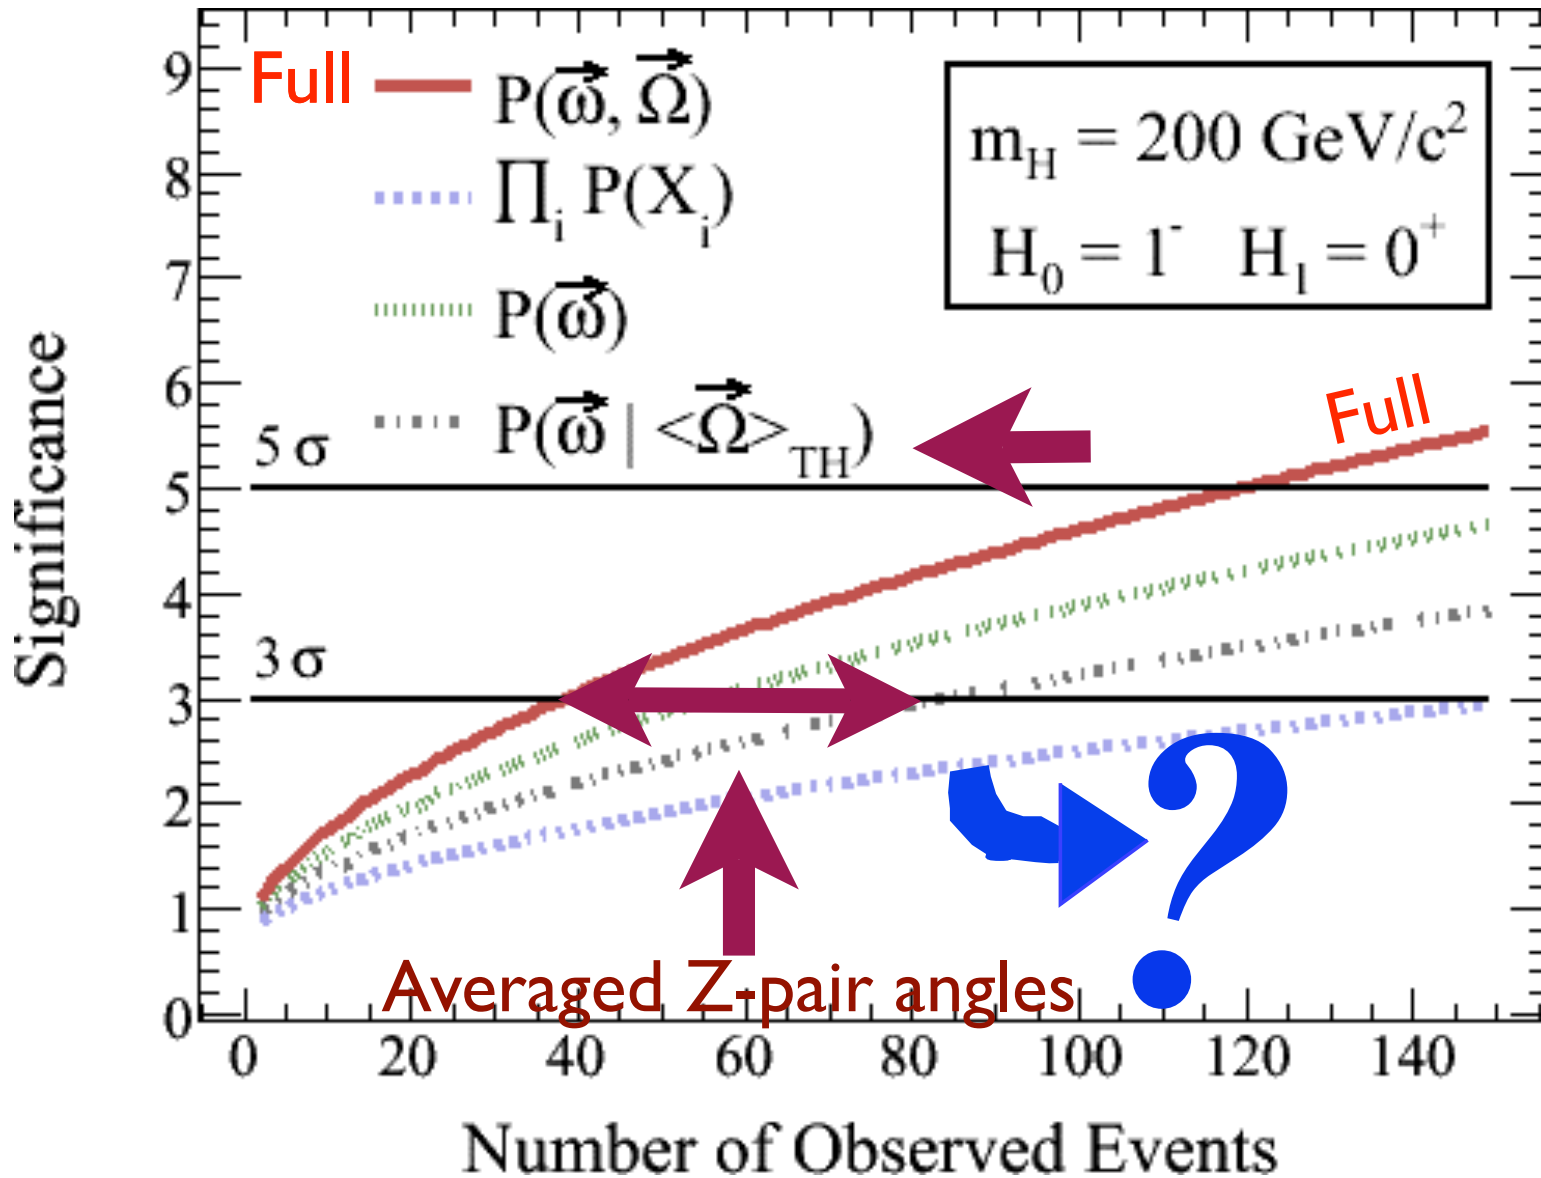 Full
P(ω⃗, Ω⃗)
∏i P(Xi)
P(ω⃗)
P(ω⃗ | <Ω⃗>TH)
mH = 200 GeV/c²
H0 = 1⁻ H1 = 0⁺
Full
5 σ
3 σ
?
Averaged Z-pair angles
Significance
9
8
7
6
5
4
3
2
1
0
0 20 40 60 80 100 120 140
Number of Observed Events